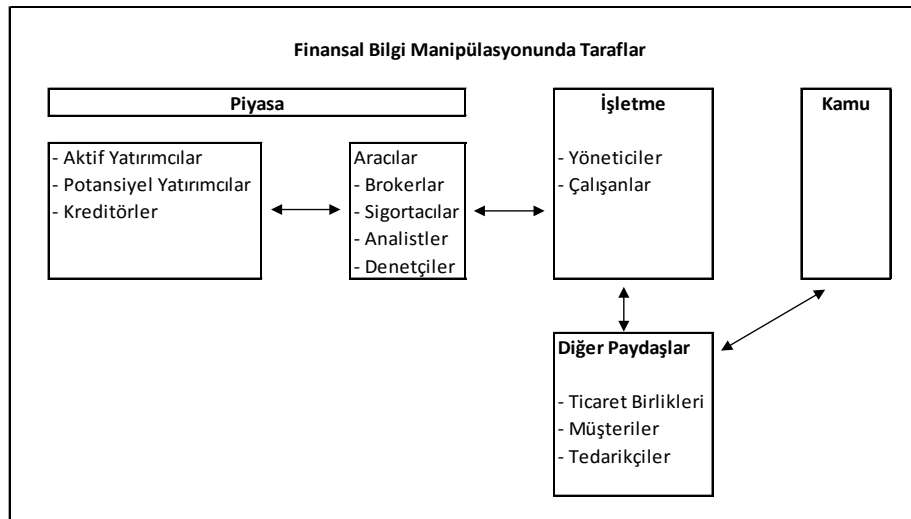 Finansal Bilgi Manipülasyonunda Taraflar
Piyasa
- Aktif Yatırımcılar
- Potansiyel Yatırımcılar
- Kreditörler
Aracılar
- Brokerlar
- Sigortacılar
- Analistler
- Denetçiler
İşletme
- Yöneticiler
- Çalışanlar
Kamu
Diğer Paydaşlar
- Ticaret Birlikleri
- Müşteriler
- Tedarikçiler